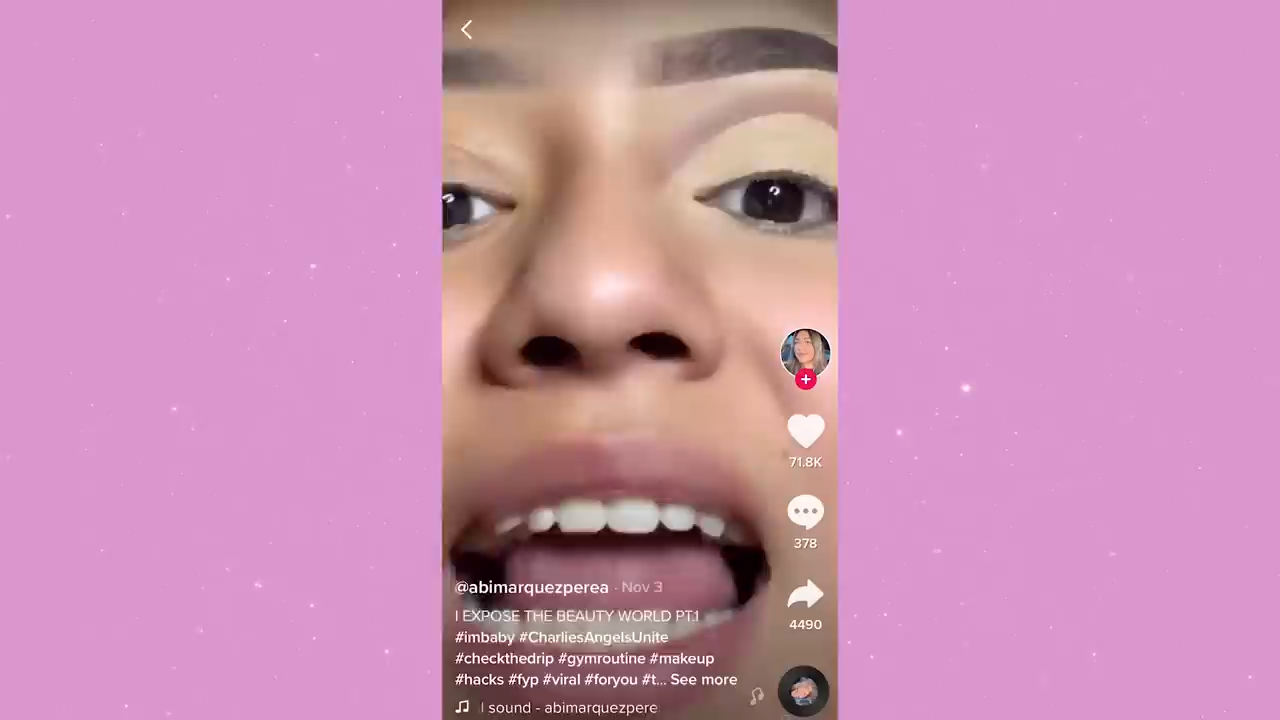 71.8K
378
4490
@abimarquezperea · Nov 3
I EXPOSE THE BEAUTY WORLD PT.1
#imbaby #CharliesAngelsUnite
#checkthedrip #gymroutine #makeup
#hacks #fyp #viral #foryou #t... See more
l sound - abimarquezpere